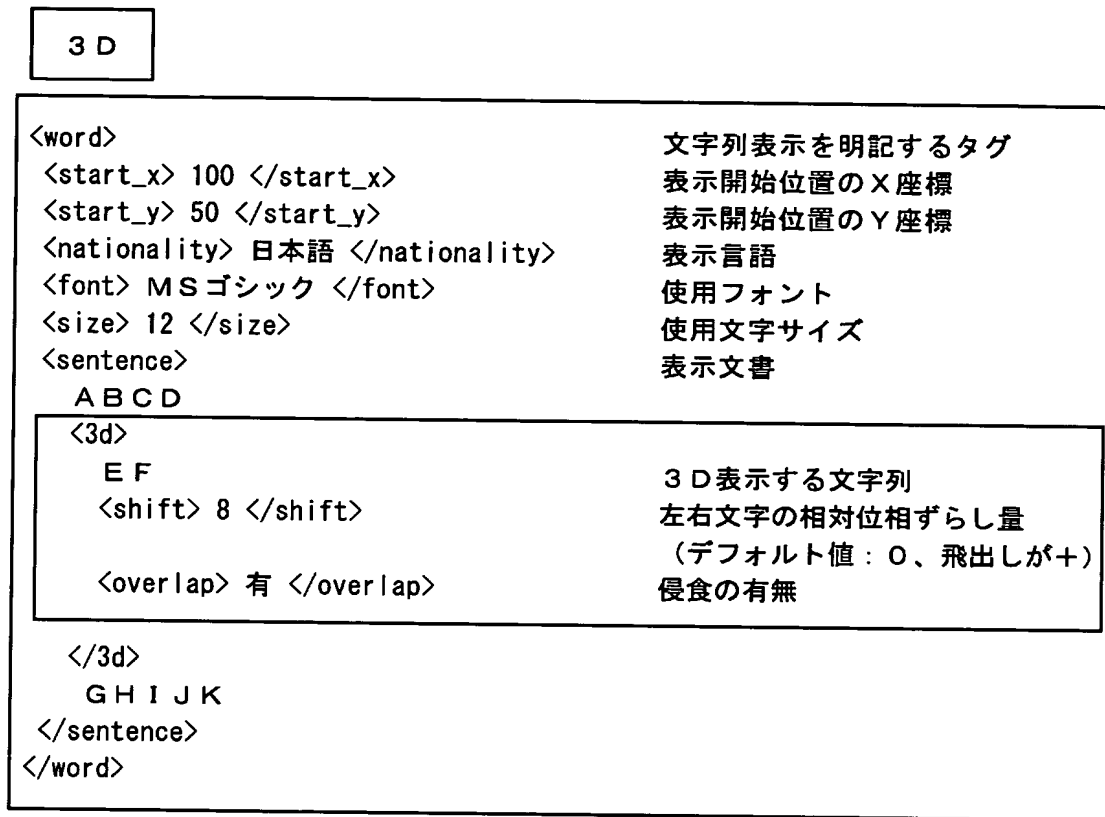 ３Ｄ
<word> 文字列表示を明記するタグ
<start_x> 100 </start_x> 表示開始位置のＸ座標
<start_y> 50 </start_y> 表示開始位置のＹ座標
<nationality> 日本語 </nationality> 表示言語
<font> ＭＳゴシック </font> 使用フォント
<size> 12 </size> 使用文字サイズ
<sentence> 表示文書
ＡＢＣＤ
<3d>
ＥＦ ３Ｄ表示する文字列
<shift> 8 </shift> 左右文字の相対位相ずらし量
（デフォルト値：０、飛出しが＋）
<overlap> 有 </overlap> 侵食の有無
</3d>
ＧＨＩＪＫ
</sentence>
</word>